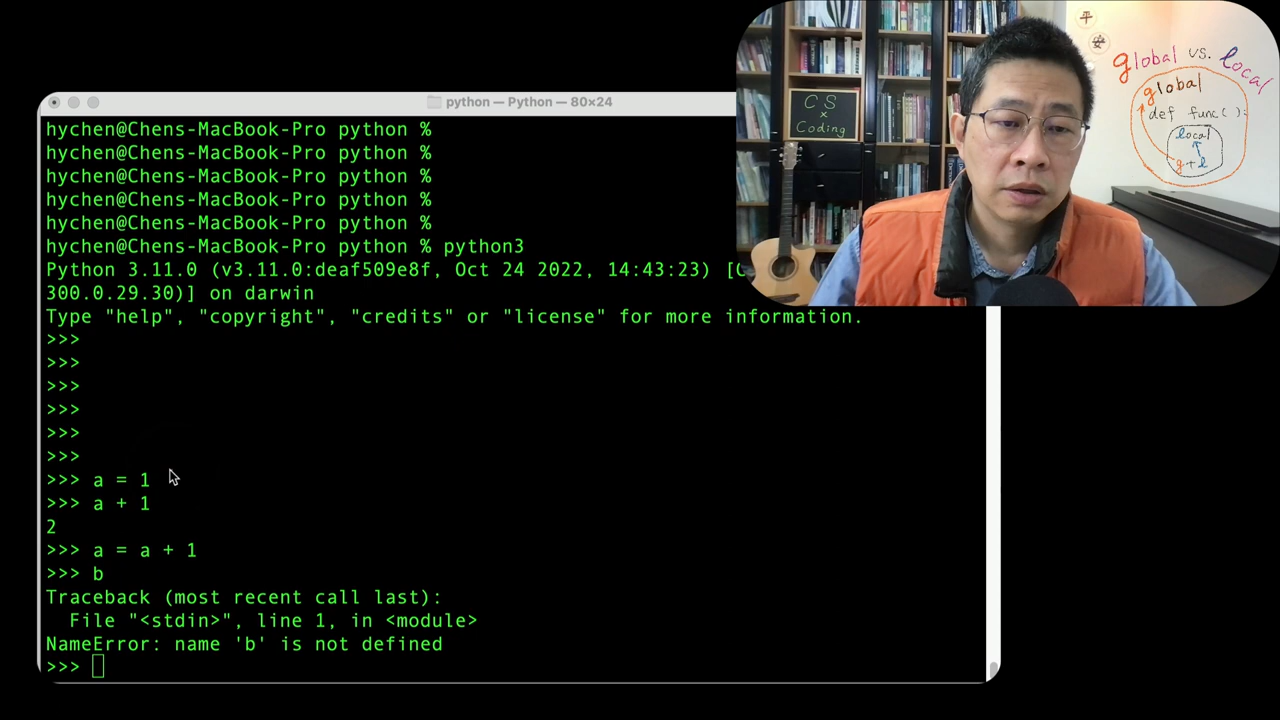 python — Python — 80×24
hychen@Chens-MacBook-Pro python %
hychen@Chens-MacBook-Pro python %
hychen@Chens-MacBook-Pro python %
hychen@Chens-MacBook-Pro python %
hychen@Chens-MacBook-Pro python %
hychen@Chens-MacBook-Pro python % python3
Python 3.11.0 (v3.11.0:deaf509e8f, Oct 24 2022, 14:43:23) [C
300.0.29.30)] on darwin
Type "help", "copyright", "credits" or "license" for more information.
>>>
>>>
>>>
>>>
>>>
>>>
>>> a = 1
>>> a + 1
2
>>> a = a + 1
>>> b
Traceback (most recent call last):
  File "<stdin>", line 1, in <module>
NameError: name 'b' is not defined
>>>
CS
x
Coding
平
安
global vs. local
global
def func():
local
g+l